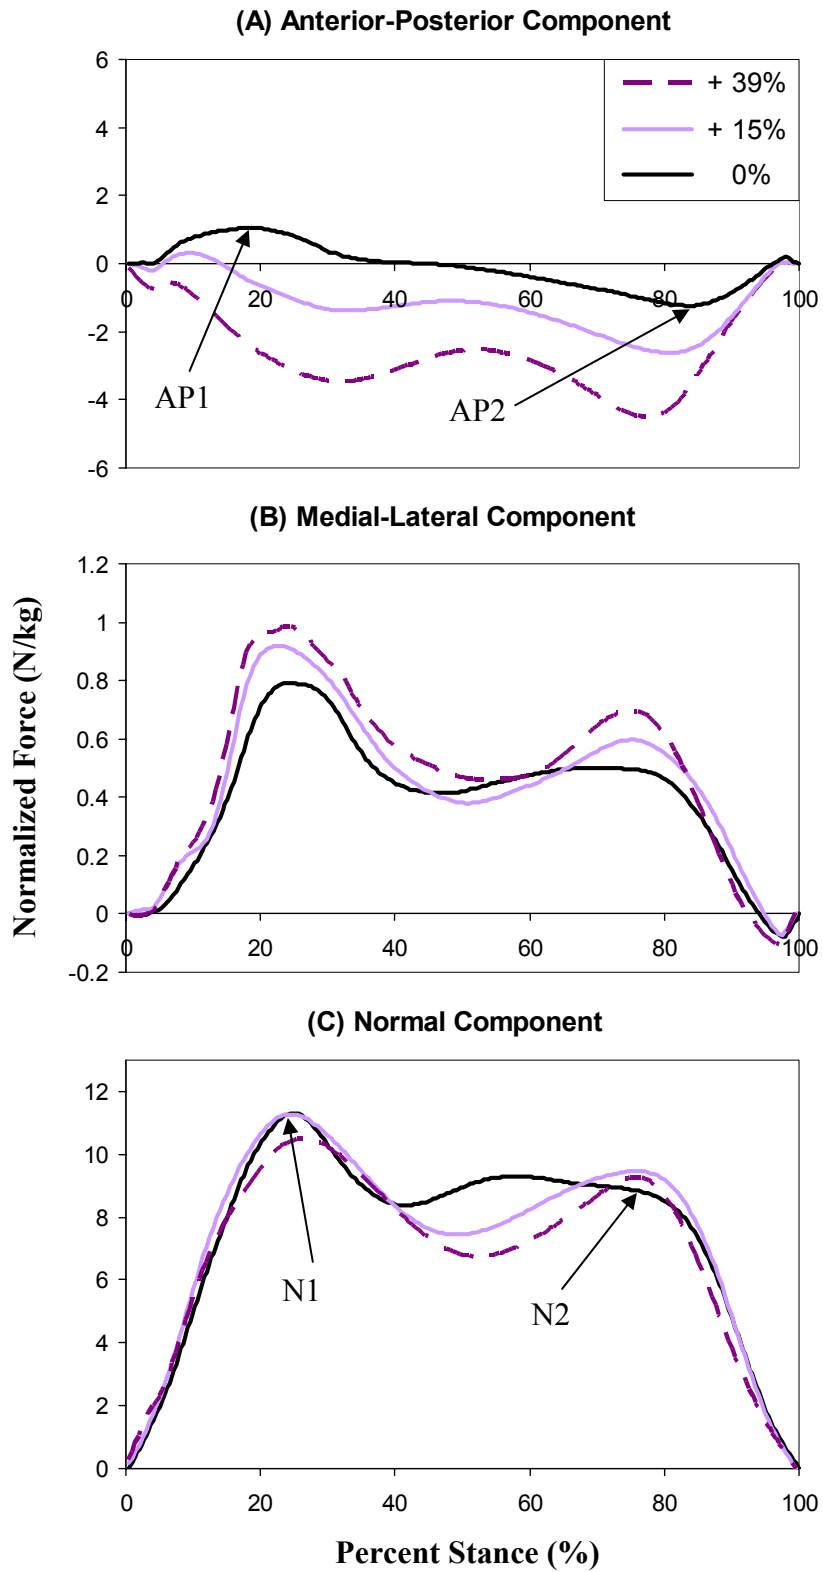 (A) Anterior-Posterior Component
6
+ 39%
4
+ 15%
0%
2
0
0 20 40 60 80 100
-2
AP1
AP2
-4
-6
(B) Medial-Lateral Component
1.2
1
0.8
0.6
0.4
0.2
0
0 20 40 60 80 100
-0.2
Normalized Force (N/kg)
(C) Normal Component
12
10
8
6
N1
N2
4
2
0
0 20 40 60 80 100
Percent Stance (%)